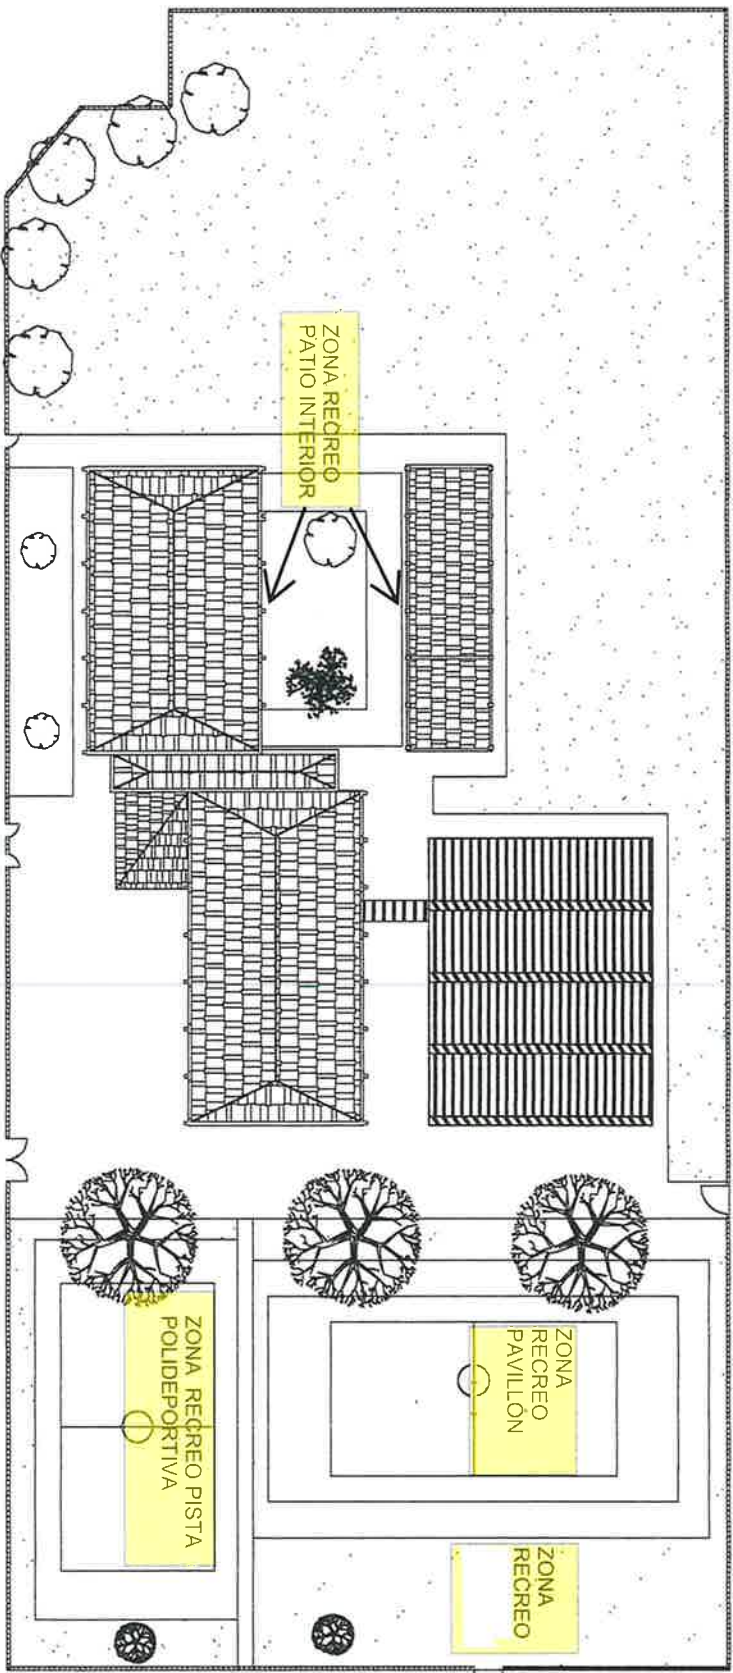 ZONA RECREO
PATIO INTERIOR
ZONA
RECREO
PAVILLÓN
ZONA RECREO PISTA
POLIDEPORTIVA
ZONA
RECREO